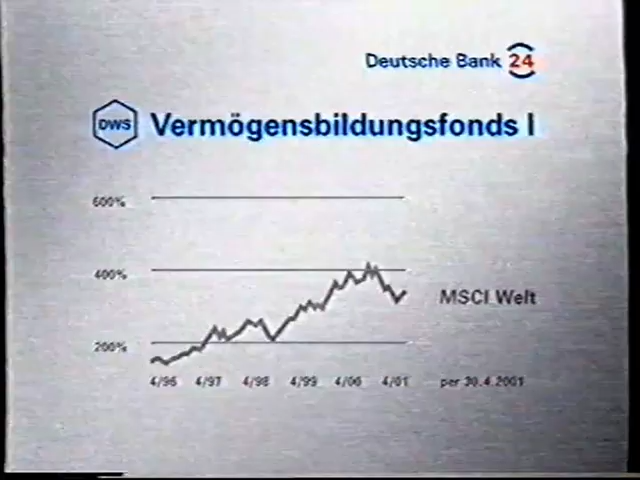 Deutsche Bank 24
DWS Vermögensbildungsfonds I
600%
400%
MSCI Welt
200%
4/96 4/97 4/98 4/99 4/00 4/01 per 30.4.2001